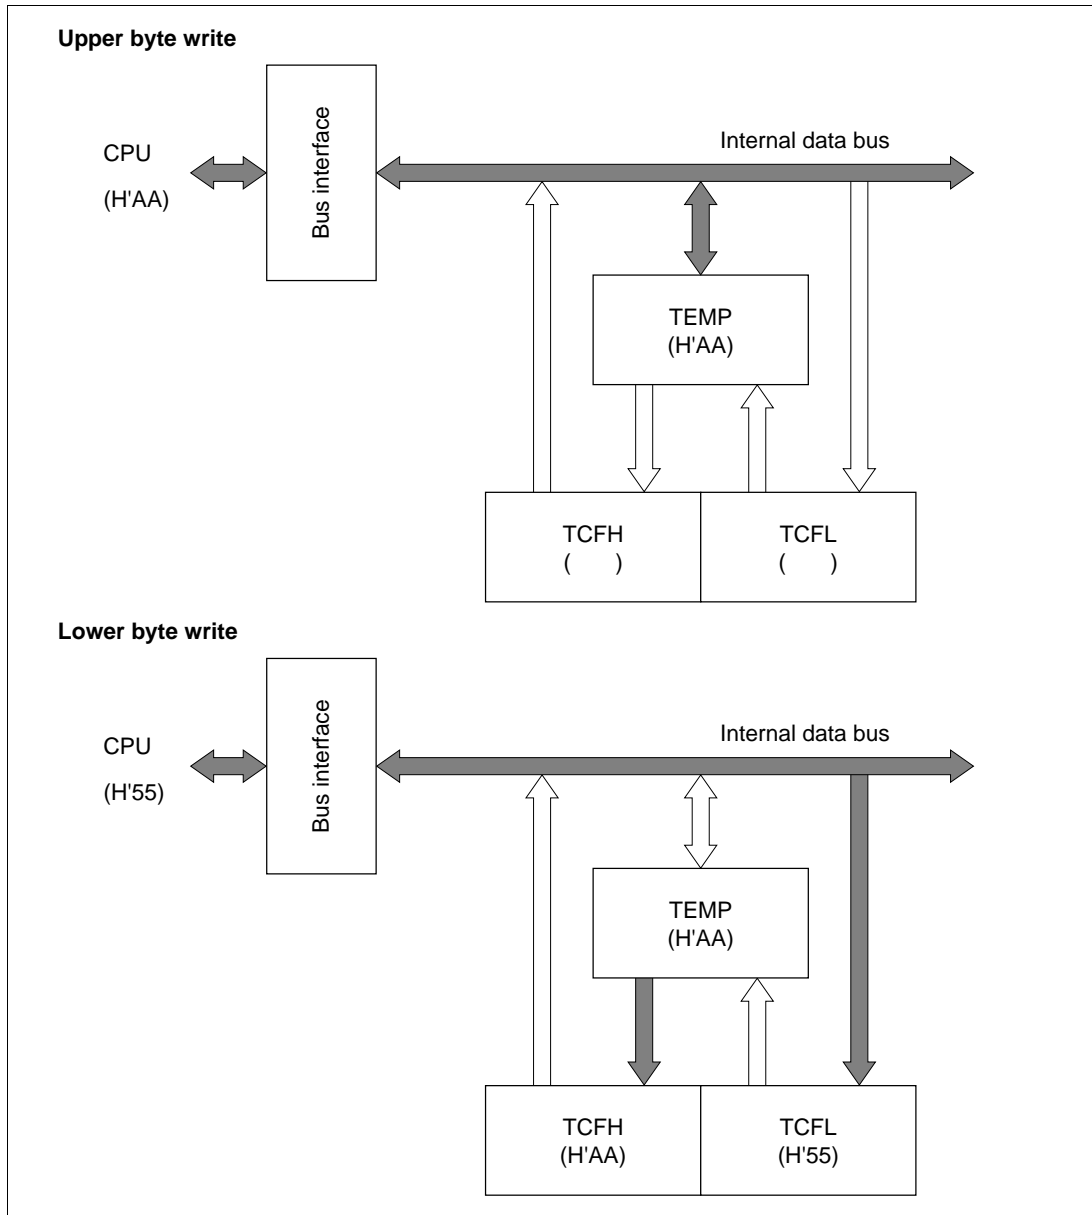 Upper byte write
CPU
(H'AA)
Bus interface
Internal data bus
TEMP
(H'AA)
TCFH
( )
TCFL
( )
Lower byte write
CPU
(H'55)
Bus interface
Internal data bus
TEMP
(H'AA)
TCFH
(H'AA)
TCFL
(H'55)